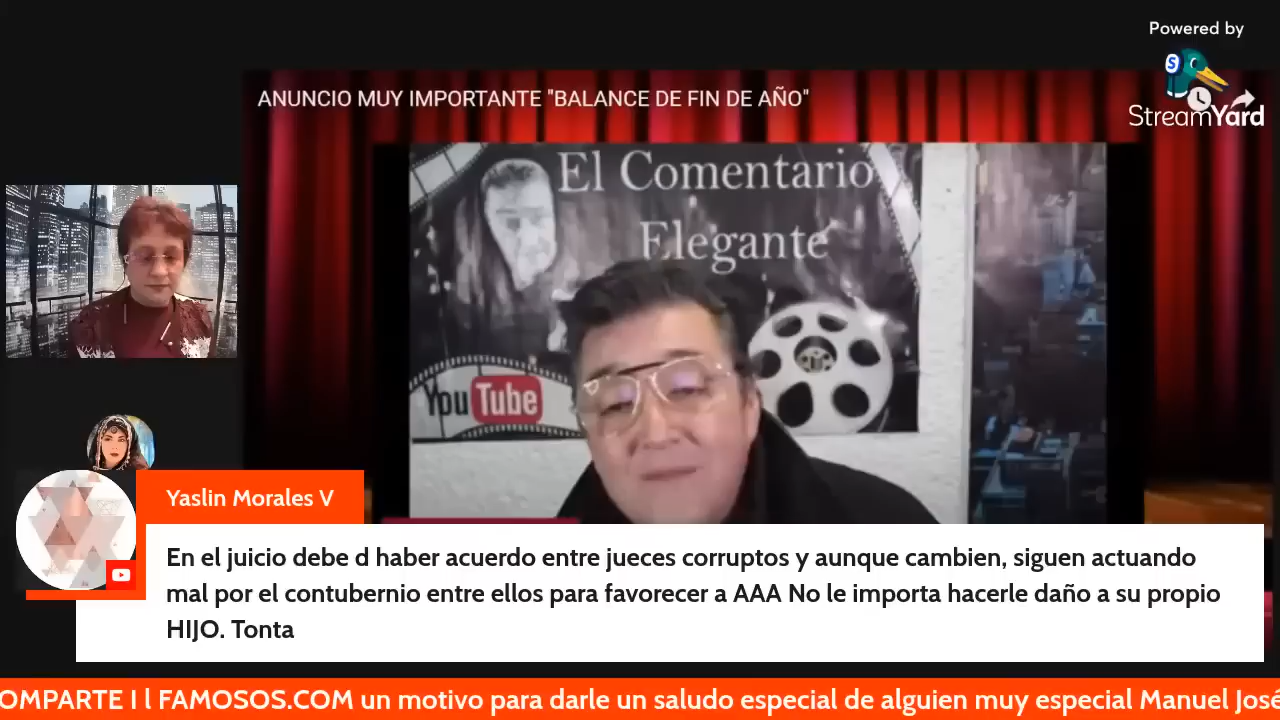 Powered by
StreamYard
ANUNCIO MUY IMPORTANTE "BALANCE DE FIN DE AÑO"
El Comentario
Elegante
YouTube
Yaslin Morales V
En el juicio debe d haber acuerdo entre jueces corruptos y aunque cambien, siguen actuando
mal por el contubernio entre ellos para favorecer a AAA No le importa hacerle daño a su propio
HIJO. Tonta
OMPARTE I l FAMOSOS.COM un motivo para darle un saludo especial de alguien muy especial Manuel José